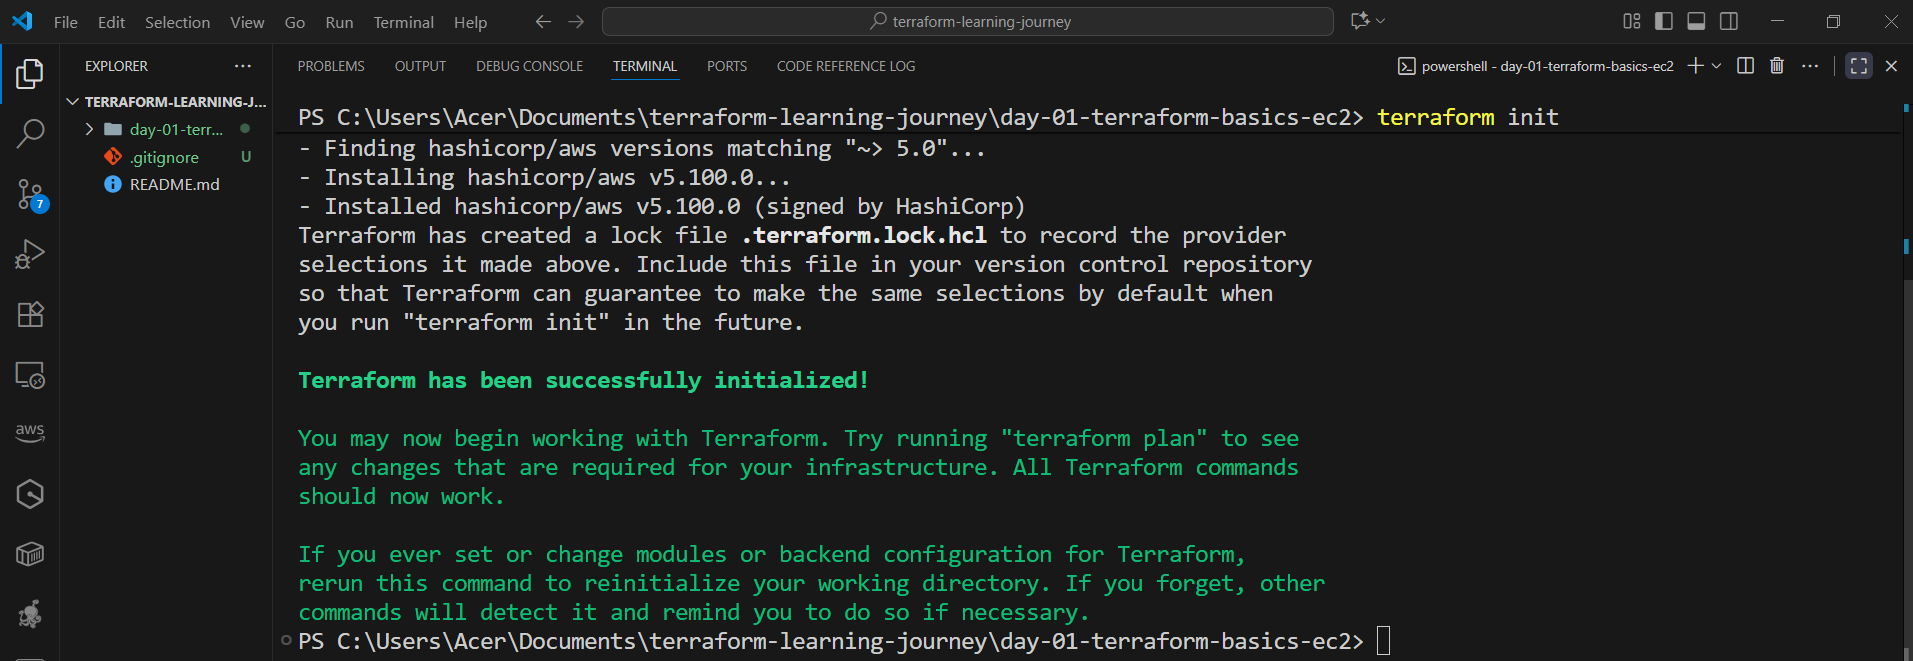 File Edit Selection View Go Run Terminal Help
terraform-learning-journey
EXPLORER
TERRAFORM-LEARNING-J...
day-01-terr...
.gitignore U
README.md
7
aws
PROBLEMS OUTPUT DEBUG CONSOLE TERMINAL PORTS CODE REFERENCE LOG
powershell - day-01-terraform-basics-ec2
PS C:\Users\Acer\Documents\terraform-learning-journey\day-01-terraform-basics-ec2> terraform init
- Finding hashicorp/aws versions matching "~> 5.0"...
- Installing hashicorp/aws v5.100.0...
- Installed hashicorp/aws v5.100.0 (signed by HashiCorp)
Terraform has created a lock file .terraform.lock.hcl to record the provider
selections it made above. Include this file in your version control repository
so that Terraform can guarantee to make the same selections by default when
you run "terraform init" in the future.
Terraform has been successfully initialized!
You may now begin working with Terraform. Try running "terraform plan" to see
any changes that are required for your infrastructure. All Terraform commands
should now work.
If you ever set or change modules or backend configuration for Terraform,
rerun this command to reinitialize your working directory. If you forget, other
commands will detect it and remind you to do so if necessary.
PS C:\Users\Acer\Documents\terraform-learning-journey\day-01-terraform-basics-ec2>